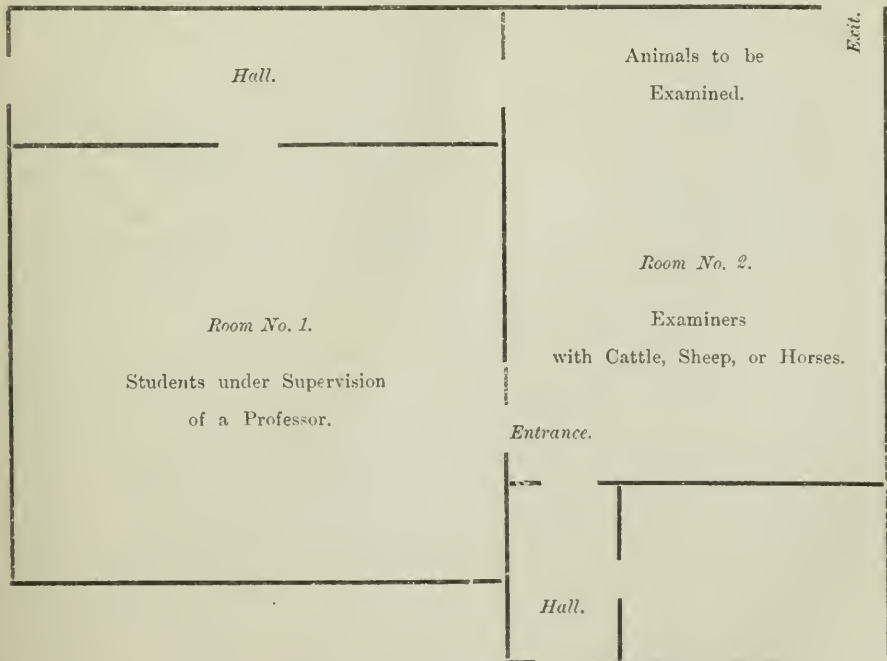 Hall.
Animals to be
Examined.
Exit.
Room No. 1.
Students under Supervision
of a Professor.
Room No. 2.
Examiners
with Cattle, Sheep, or Horses.
Entrance.
Hall.